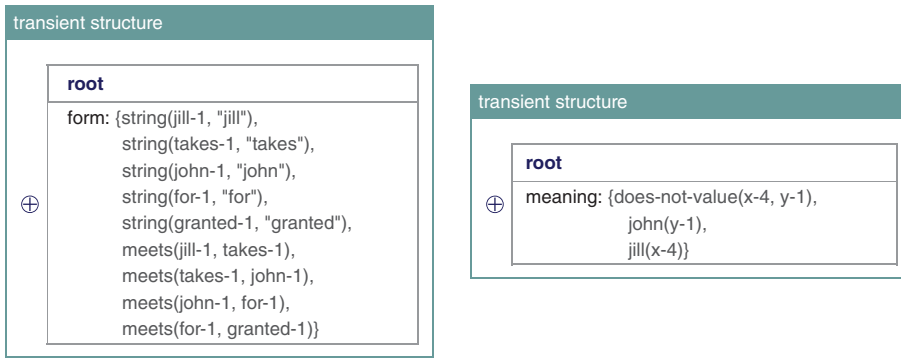 transient structure
root
form: {string(jill-1, "jill"),
string(takes-1, "takes"),
string(john-1, "john"),
string(for-1, "for"),
string(granted-1, "granted"),
meets(jill-1, takes-1),
meets(takes-1, john-1),
meets(john-1, for-1),
meets(for-1, granted-1)}
transient structure
root
meaning: {does-not-value(x-4, y-1),
john(y-1),
jill(x-4)}